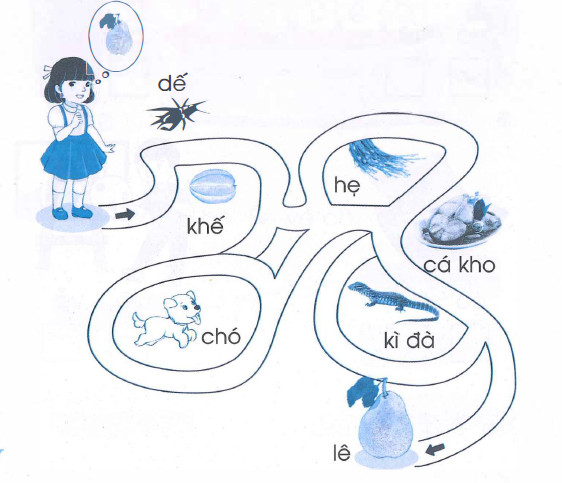 dế
khế
hẹ
cá kho
chó
kì đà
lê